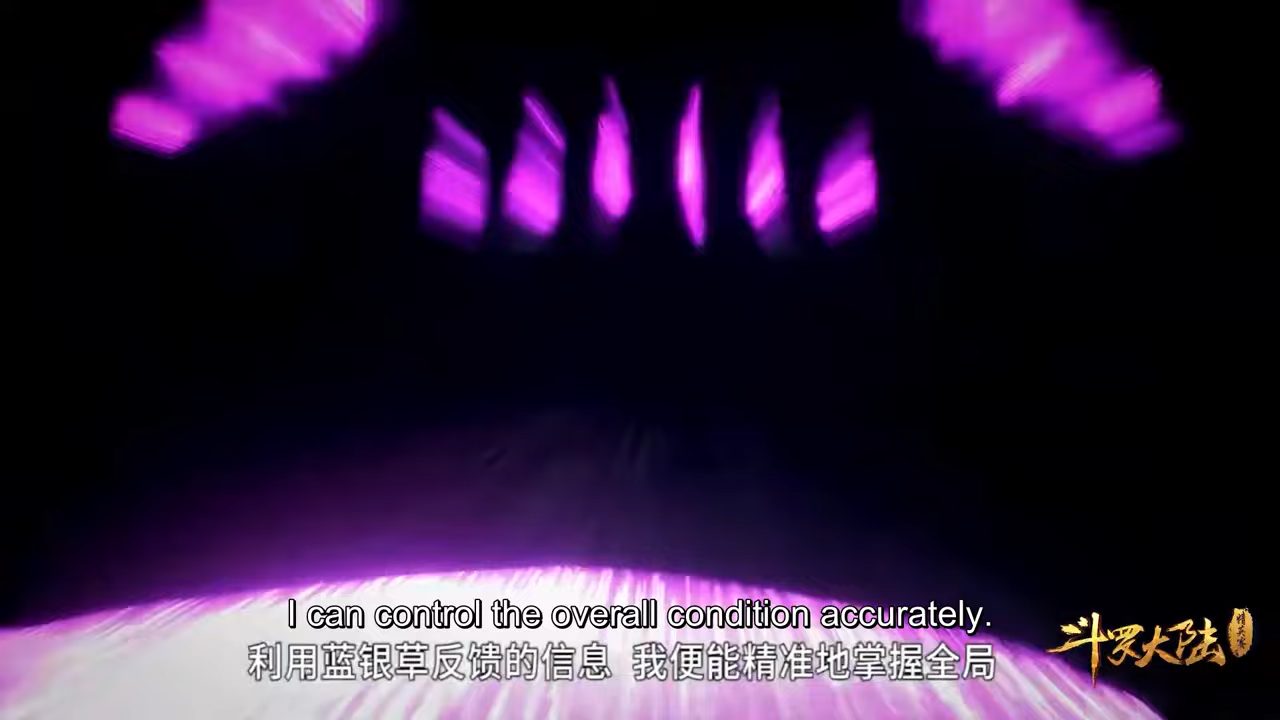 I can control the overall condition accurately.
利用蓝银草反馈的信息 我便能精准地掌握全局
斗罗大陆